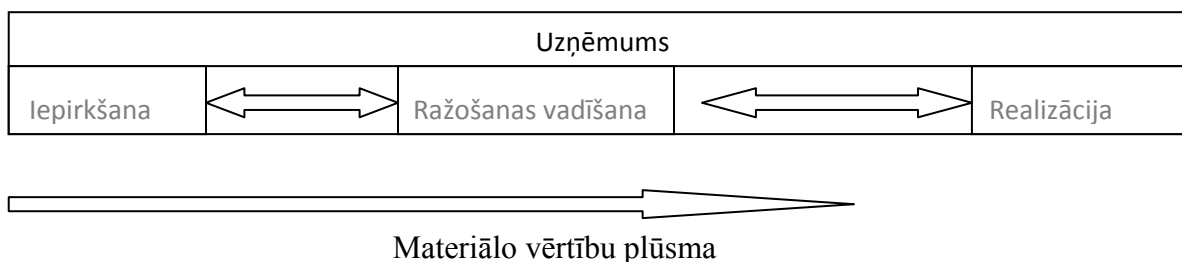 Uzņēmums
Iepirkšana Ražošanas vadīšana Realizācija
Materiālo vērtību plūsma